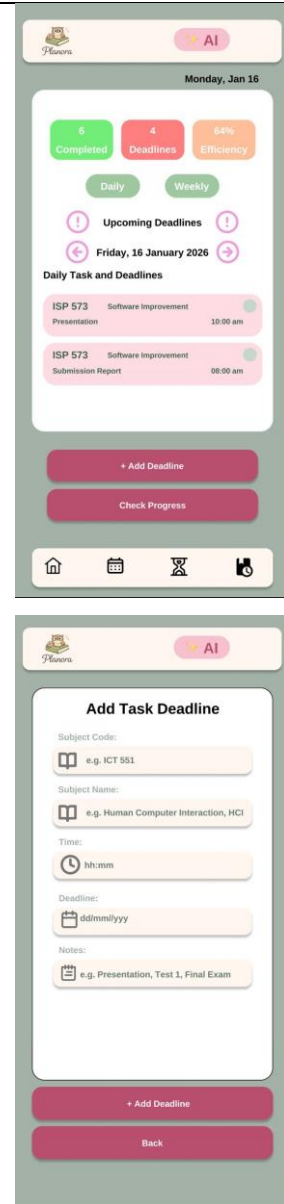 Planora
AI
Monday, Jan 16
6 4 64%
Completed Deadlines Efficiency
Daily Weekly
Upcoming Deadlines
Friday, 16 January 2026
Daily Task and Deadlines
ISP 573 Software Improvement
Presentation 10:00 am
ISP 573 Software Improvement
Submission Report 08:00 am
+ Add Deadline
Check Progress
Planora
AI
Add Task Deadline
Subject Code:
e.g. ICT 551
Subject Name:
e.g. Human Computer Interaction, HCI
Time:
hh:mm
Deadline:
dd/mm//yyy
Notes:
e.g. Presentation, Test 1, Final Exam
+ Add Deadline
Back